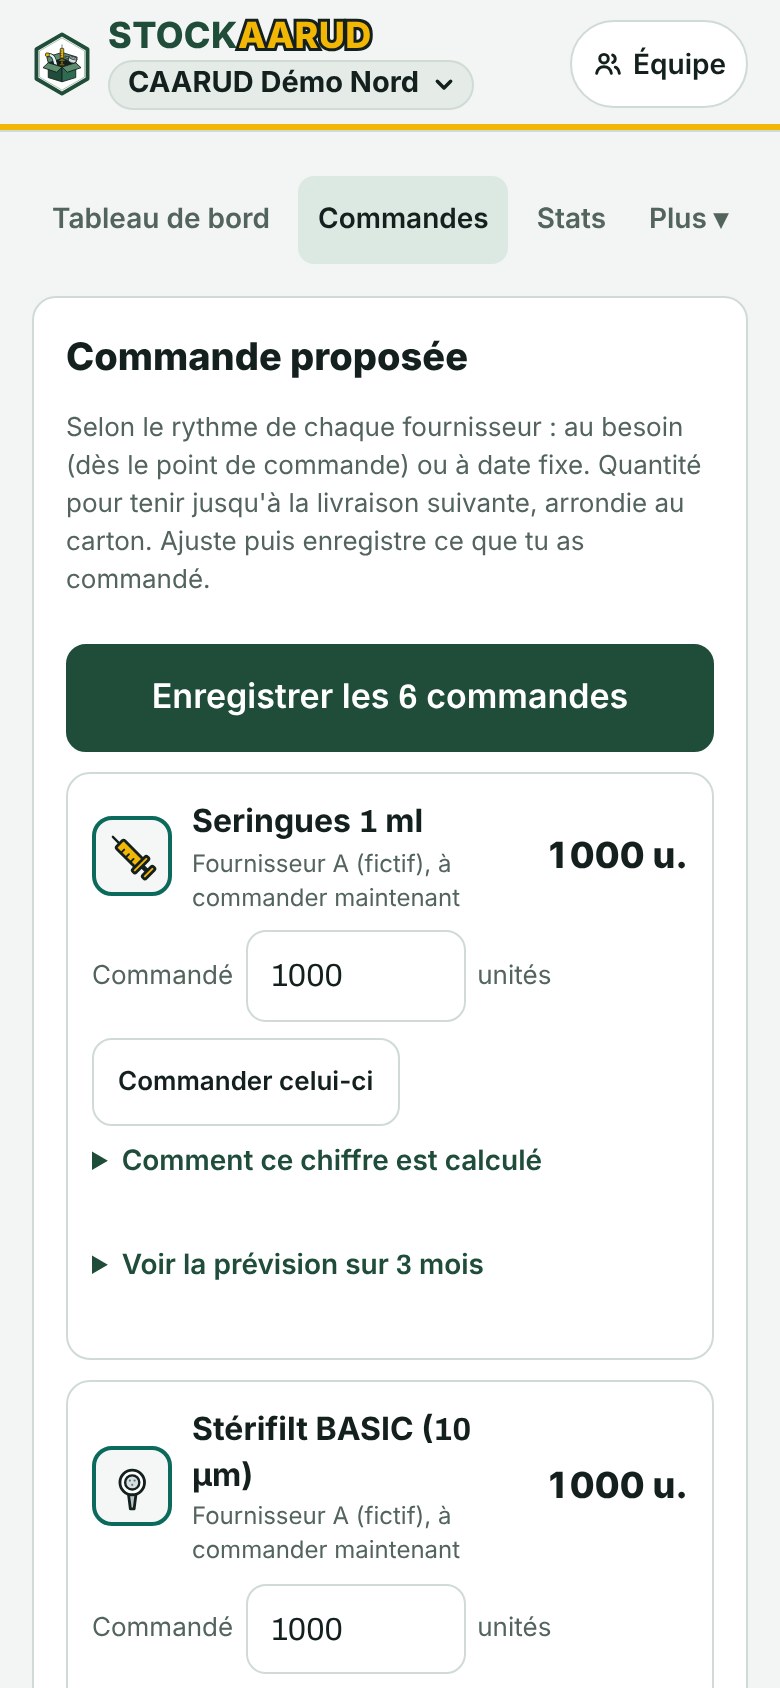 STOCKAARUD
CAARUD Démo Nord
Équipe
Tableau de bord
Commandes
Stats
Plus ▾
Commande proposée
Selon le rythme de chaque fournisseur : au besoin
(dès le point de commande) ou à date fixe. Quantité
pour tenir jusqu'à la livraison suivante, arrondie au
carton. Ajuste puis enregistre ce que tu as
commandé.
Enregistrer les 6 commandes
Seringues 1 ml
Fournisseur A (fictif), à
commander maintenant
1000 u.
Commandé 1000 unités
Commander celui-ci
▶ Comment ce chiffre est calculé
▶ Voir la prévision sur 3 mois
Stérifilt BASIC (10
µm)
Fournisseur A (fictif), à
commander maintenant
1000 u.
Commandé 1000 unités